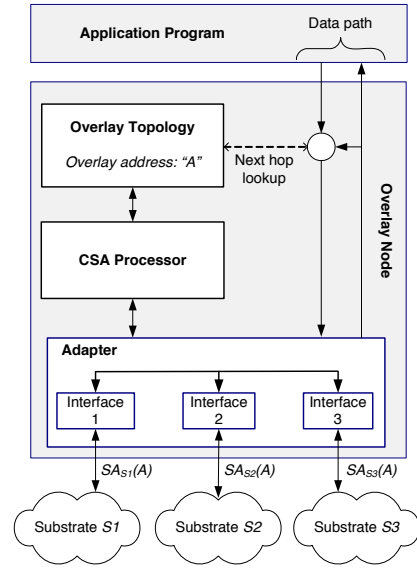 Application Program
Data path
Overlay Topology
Overlay address: “A”
Next hop
lookup
Overlay Node
CSA Processor
Adapter
Interface
1
Interface
2
Interface
3
SAS1(A)
SAS2(A)
SAS3(A)
Substrate S1
Substrate S2
Substrate S3